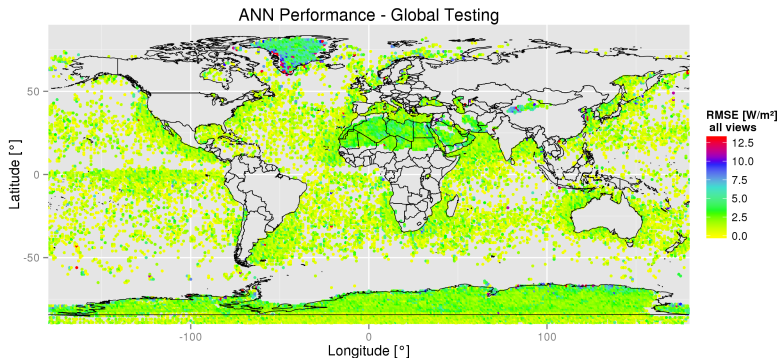 ANN Performance - Global Testing
50
0
-50
Latitude [°]
-100
0
100
Longitude [°]
RMSE [W/m²]
all views
12.5
10.0
7.5
5.0
2.5
0.0